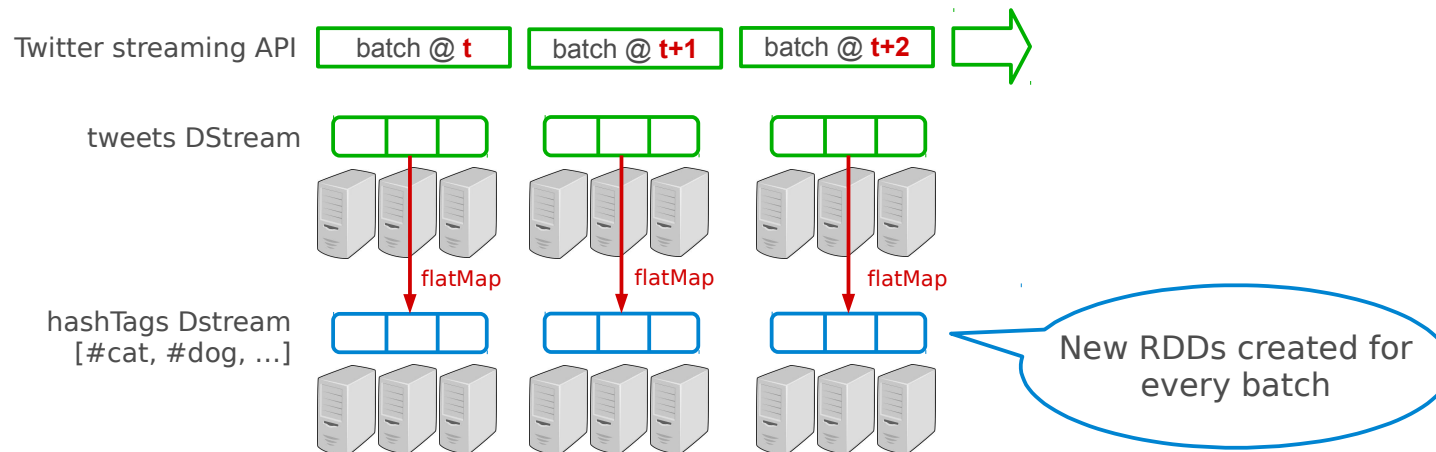 Twitter streaming API
batch @ t
batch @ t+1
batch @ t+2
tweets DStream
flatMap
flatMap
flatMap
hashTags Dstream
[#cat, #dog, …]
New RDDs created for
every batch